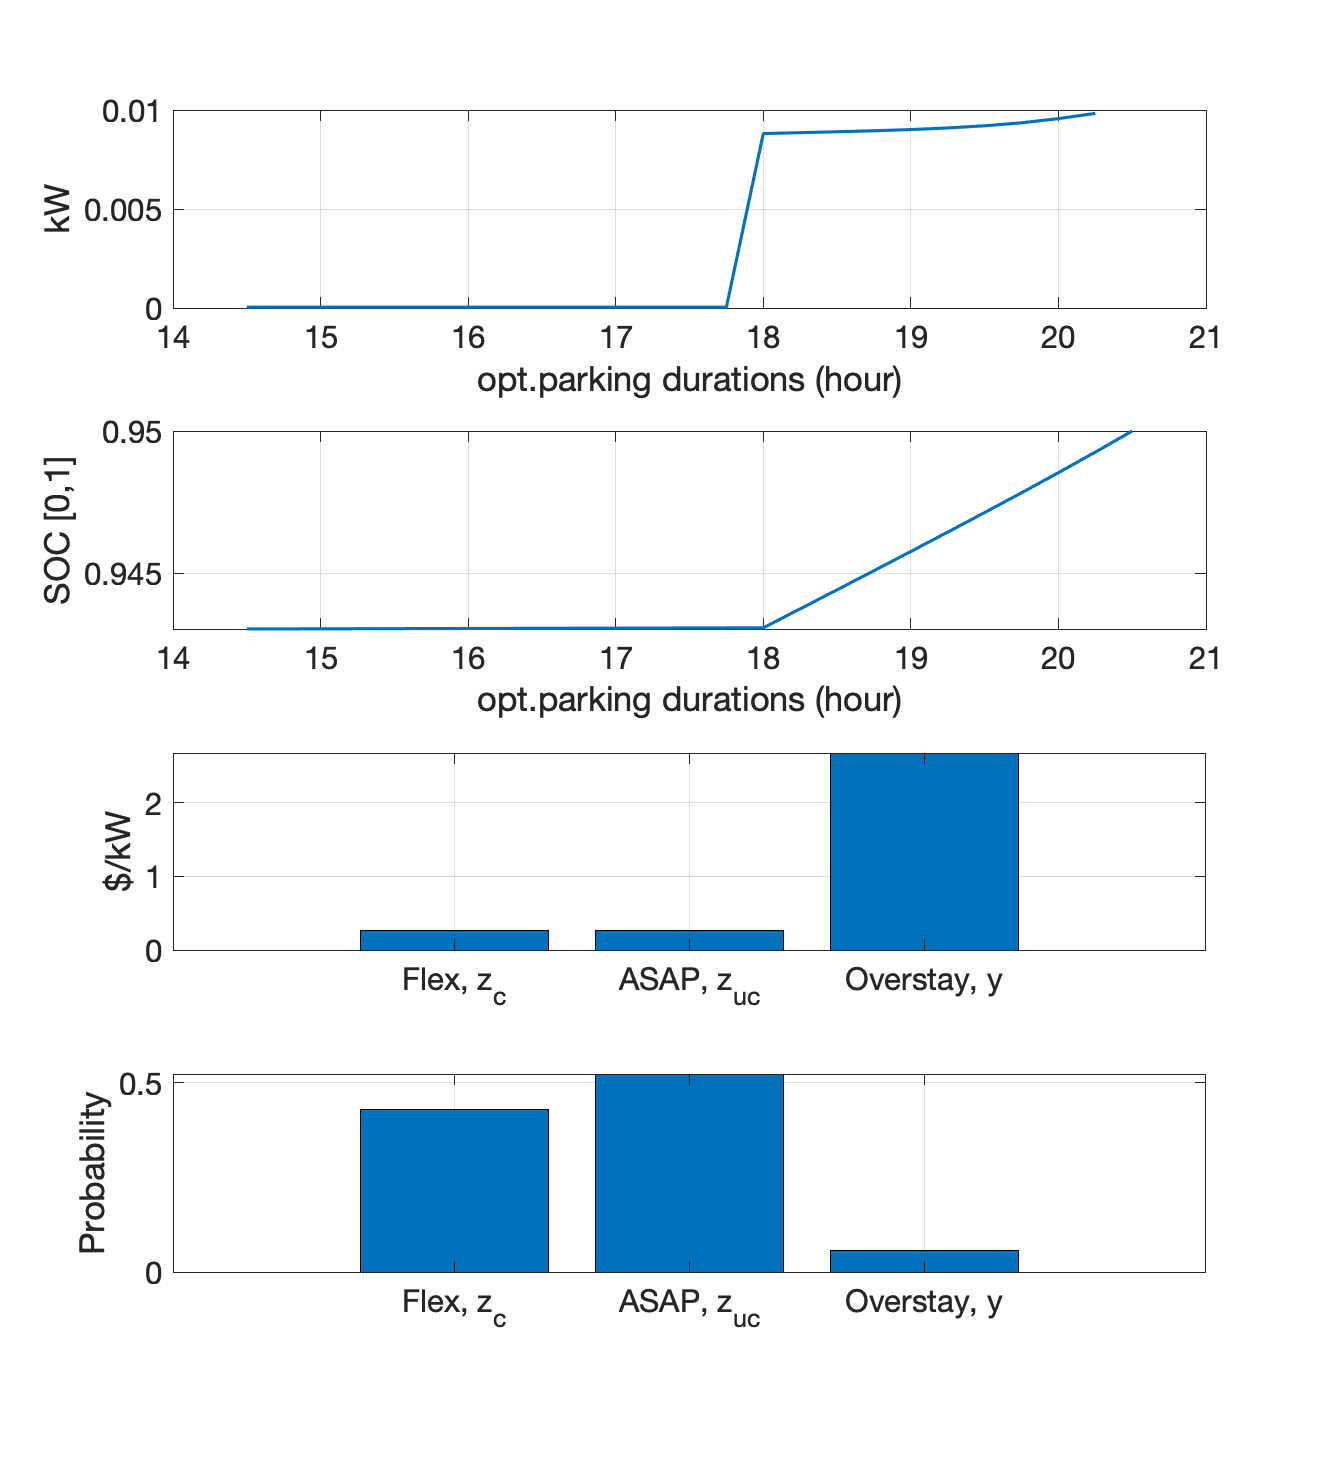 0.01
0.005
0
kW
14 15 16 17 18 19 20 21
opt.parking durations (hour)
0.95
0.945
SOC [0,1]
14 15 16 17 18 19 20 21
opt.parking durations (hour)
2
1
0
$/kW
Flex, z_c ASAP, z_uc Overstay, y
0.5
0
Probability
Flex, z_c ASAP, z_uc Overstay, y